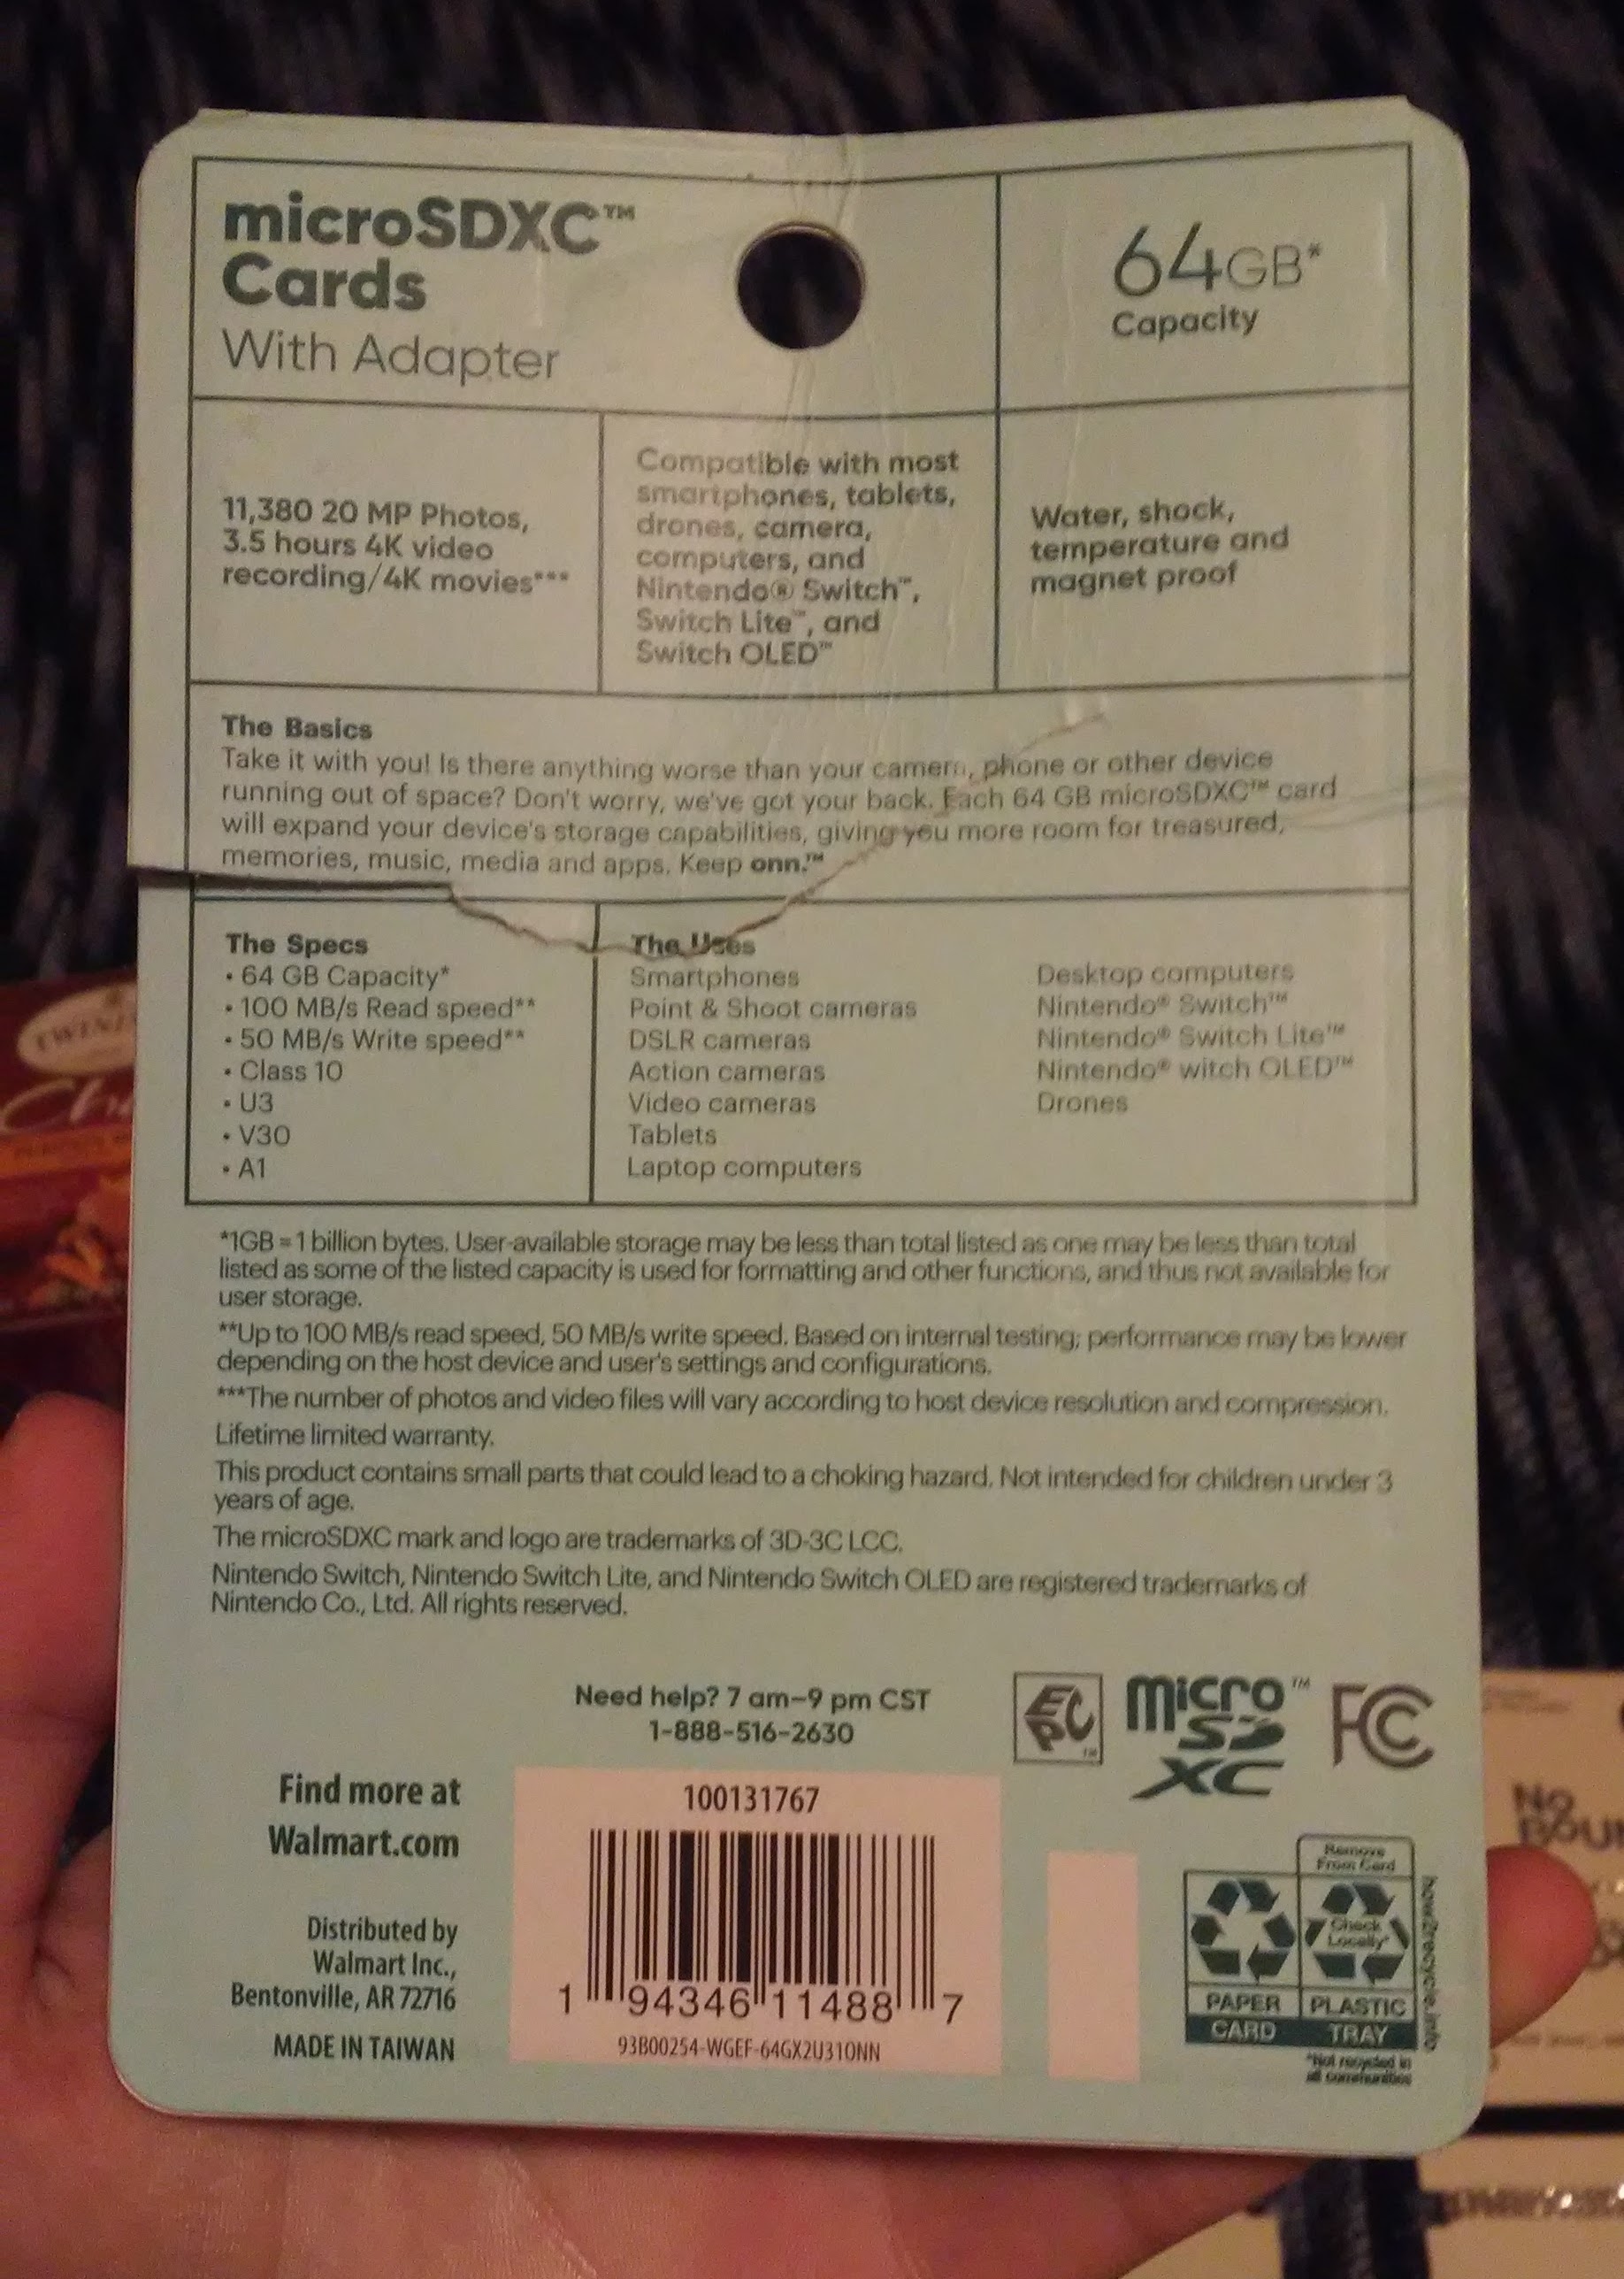 microSDXC™
Cards
With Adapter
64GB*
Capacity
11,380 20 MP Photos,
3.5 hours 4K video
recording/4K movies***
Compatible with most
smartphones, tablets,
drones, camera,
computers, and
Nintendo® Switch™,
Switch Lite™, and
Switch OLED™
Water, shock,
temperature and
magnet proof
The Basics
Take it with you! Is there anything worse than your camera, phone or other device
running out of space? Don't worry, we've got your back. Each 64 GB microSDXC™ card
will expand your device's storage capabilities, giving you more room for treasured,
memories, music, media and apps. Keep onn.™
The Specs
• 64 GB Capacity*
• 100 MB/s Read speed**
• 50 MB/s Write speed**
• Class 10
• U3
• V30
• A1
The Uses
Smartphones
Point & Shoot cameras
DSLR cameras
Action cameras
Video cameras
Tablets
Laptop computers
Desktop computers
Nintendo® Switch™
Nintendo® Switch Lite™
Nintendo® witch OLED™
Drones
*1GB = 1 billion bytes. User-available storage may be less than total listed as one may be less than total
listed as some of the listed capacity is used for formatting and other functions, and thus not available for
user storage.
**Up to 100 MB/s read speed, 50 MB/s write speed. Based on internal testing; performance may be lower
depending on the host device and user's settings and configurations.
***The number of photos and video files will vary according to host device resolution and compression.
Lifetime limited warranty.
This product contains small parts that could lead to a choking hazard. Not intended for children under 3
years of age.
The microSDXC mark and logo are trademarks of 3D-3C LCC.
Nintendo Switch, Nintendo Switch Lite, and Nintendo Switch OLED are registered trademarks of
Nintendo Co., Ltd. All rights reserved.
Need help? 7 am–9 pm CST
1-888-516-2630
EPC™
micro™
SD
XC
FC
Find more at
Walmart.com
Distributed by
Walmart Inc.,
Bentonville, AR 72716
MADE IN TAIWAN
100131767
1 94346 11488 7
93B00254-WGEF-64GX2U31ONN
Remove
From Card
Check
Locally*
PAPER
PLASTIC
CARD
TRAY
*Not recycled in
all communities
how2recycle.info
TWIN
Cha
No
BOUN